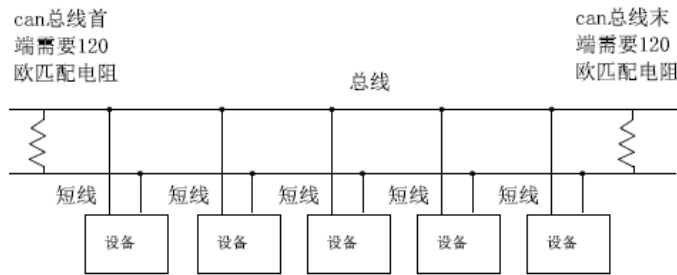 can总线首
端需要120
欧匹配电阻
can总线末
端需要120
欧匹配电阻
总线
短线
短线
短线
短线
短线
设备
设备
设备
设备
设备